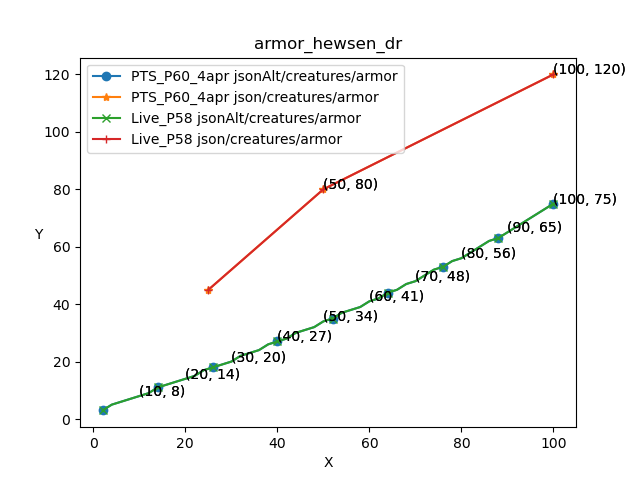 armor_hewsen_dr
PTS_P60_4apr jsonAlt/creatures/armor
PTS_P60_4apr json/creatures/armor
Live_P58 jsonAlt/creatures/armor
Live_P58 json/creatures/armor
(100, 120)
(50, 80)
(100, 75)
(90, 65)
(80, 56)
(70, 48)
(60, 41)
(50, 34)
(40, 27)
(30, 20)
(20, 14)
(10, 8)
120
100
80
60
40
20
0
Y
0 20 40 60 80 100
X